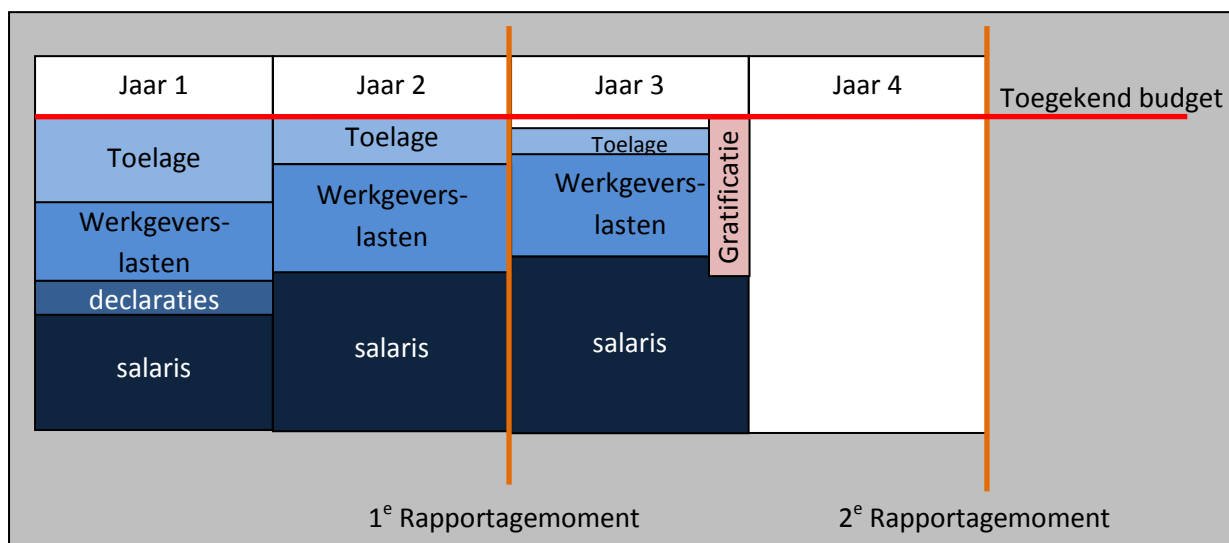 Jaar 1
Jaar 2
Jaar 3
Jaar 4
Toegekend budget
Toelage
Werkgevers-
lasten
declaraties
salaris
Toelage
Werkgevers-
lasten
salaris
Toelage
Werkgevers-
lasten
salaris
Gratificatie
1e Rapportagemoment
2e Rapportagemoment